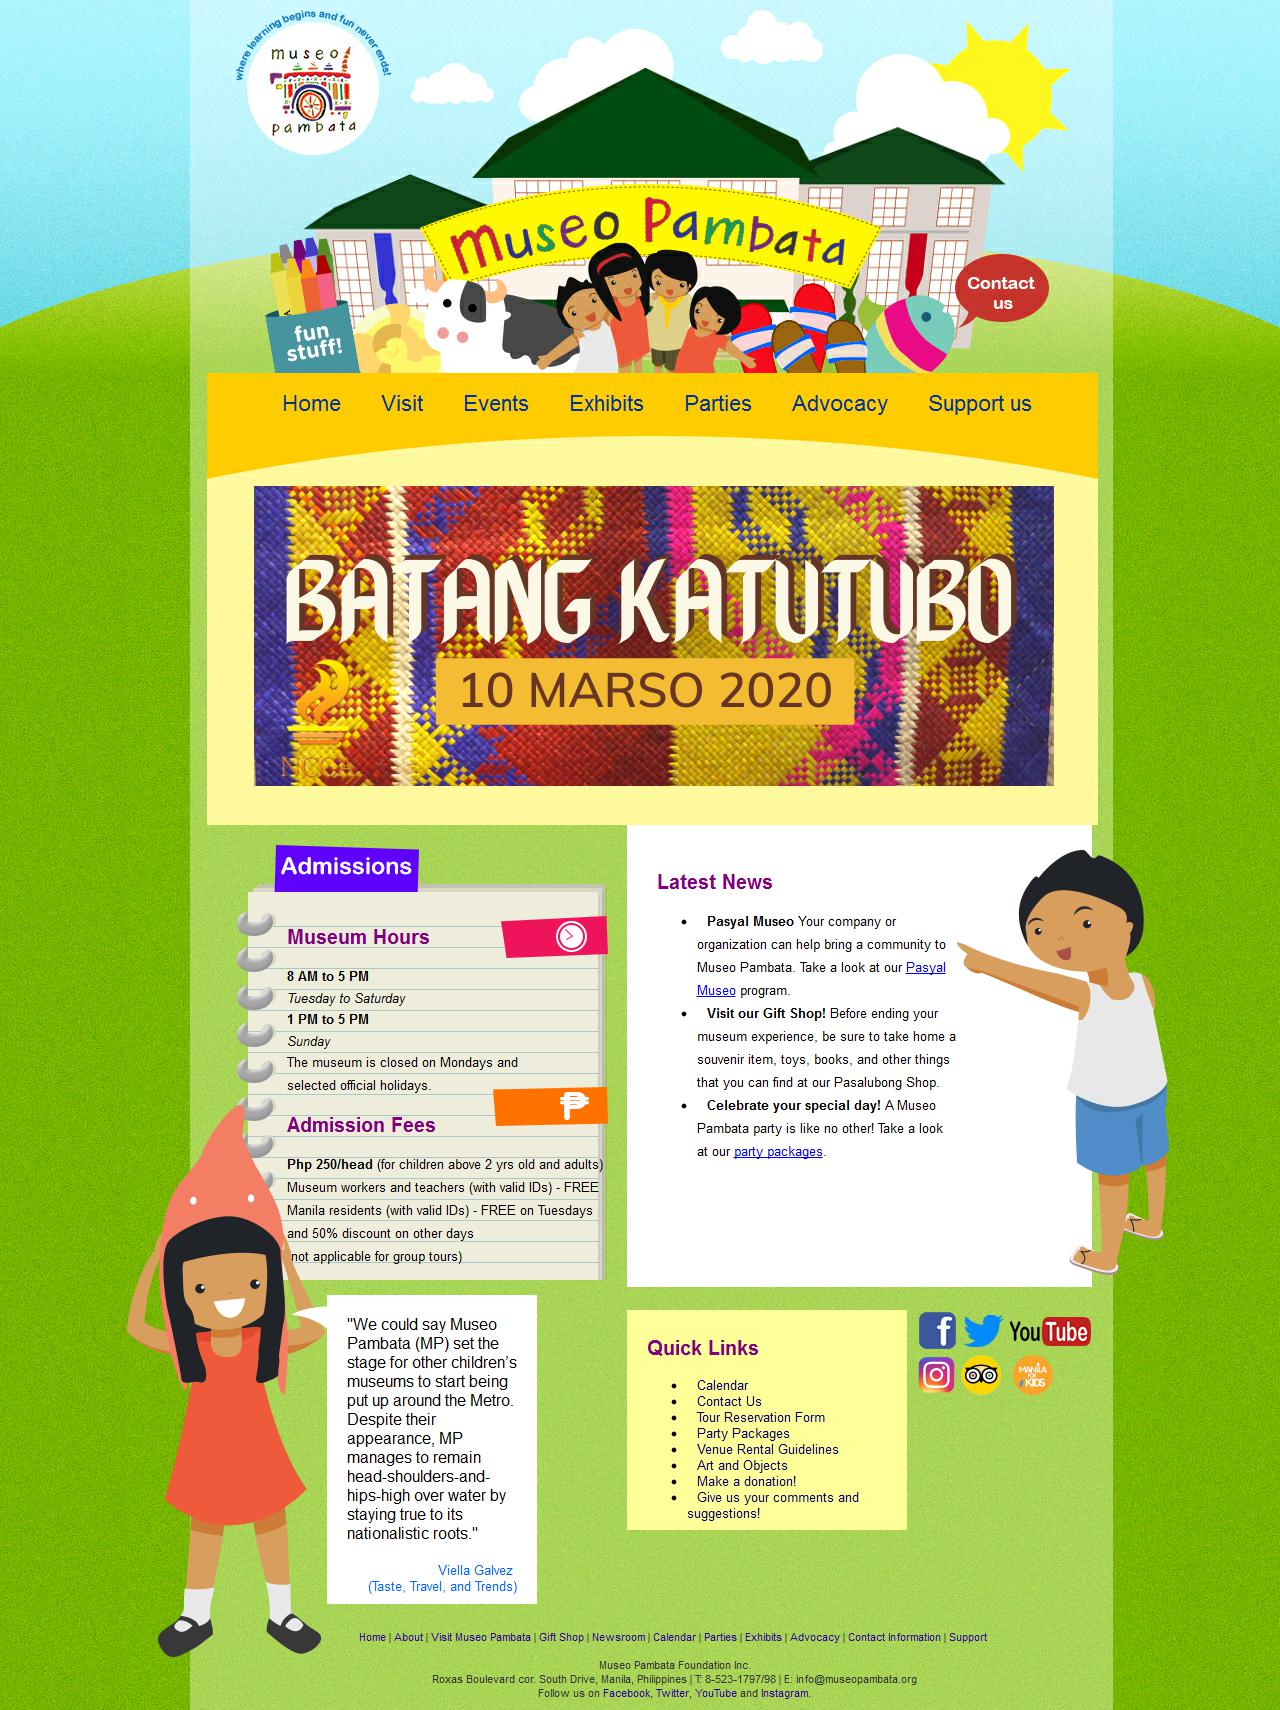 where learning begins and fun never ends!
museo
pambata
Museo Pambata
fun
stuff!
Contact
us
Home Visit Events Exhibits Parties Advocacy Support us
BATANG KATUTUBO
10 MARSO 2020
NCCA
Admissions
Museum Hours
8 AM to 5 PM
Tuesday to Saturday
1 PM to 5 PM
Sunday
The museum is closed on Mondays and
selected official holidays.
Admission Fees
Php 250/head (for children above 2 yrs old and adults)
Museum workers and teachers (with valid IDs) - FREE
Manila residents (with valid IDs) - FREE on Tuesdays
and 50% discount on other days
not applicable for group tours)
Latest News
Pasyal Museo Your company or
organization can help bring a community to
Museo Pambata. Take a look at our Pasyal
Museo program.
Visit our Gift Shop! Before ending your
museum experience, be sure to take home a
souvenir item, toys, books, and other things
that you can find at our Pasalubong Shop.
Celebrate your special day! A Museo
Pambata party is like no other! Take a look
at our party packages.
"We could say Museo
Pambata (MP) set the
stage for other children's
museums to start being
put up around the Metro.
Despite their
appearance, MP
manages to remain
head-shoulders-and-
hips-high over water by
staying true to its
nationalistic roots."
Viella Galvez
(Taste, Travel, and Trends)
Quick Links
Calendar
Contact Us
Tour Reservation Form
Party Packages
Venue Rental Guidelines
Art and Objects
Make a donation!
Give us your comments and
suggestions!
f
YouTube
MANILA
FOR
KIDS
Home | About | Visit Museo Pambata | Gift Shop | Newsroom | Calendar | Parties | Exhibits | Advocacy | Contact Information | Support
Museo Pambata Foundation Inc.
Roxas Boulevard cor. South Drive, Manila, Philippines | T: 8-523-1797/98 | E: info@museopambata.org
Follow us on Facebook, Twitter, YouTube and Instagram.